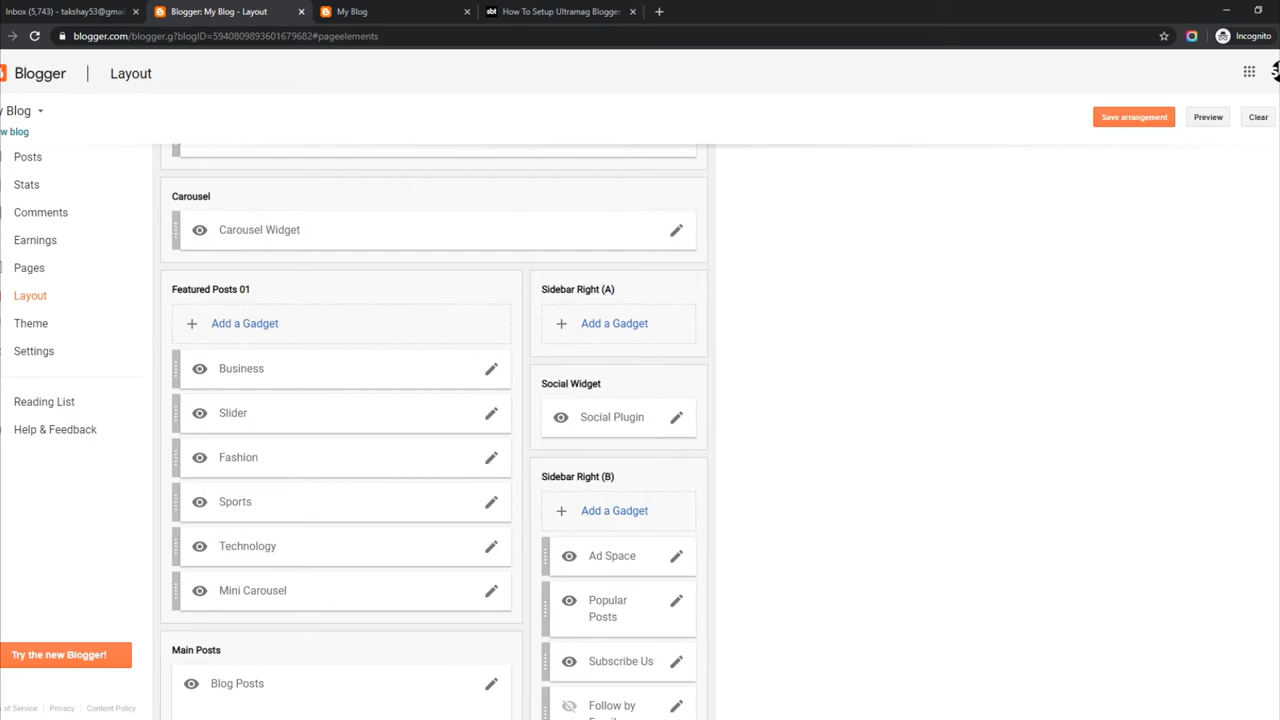 Inbox (5,743) - takshay53@gmail
Blogger: My Blog - Layout
My Blog
How To Setup Ultramag Blogger
blogger.com/blogger.g?blogID=5940809893601679682#pageelements
Incognito
Blogger
Layout
y Blog
w blog
Save arrangement
Preview
Clear
Posts
Stats
Comments
Earnings
Pages
Layout
Theme
Settings
Reading List
Help & Feedback
Try the new Blogger!
of Service
Privacy
Content Policy
Carousel
Carousel Widget
Featured Posts 01
Add a Gadget
Business
Slider
Fashion
Sports
Technology
Mini Carousel
Main Posts
Blog Posts
Sidebar Right (A)
Add a Gadget
Social Widget
Social Plugin
Sidebar Right (B)
Add a Gadget
Ad Space
Popular
Posts
Subscribe Us
Follow by